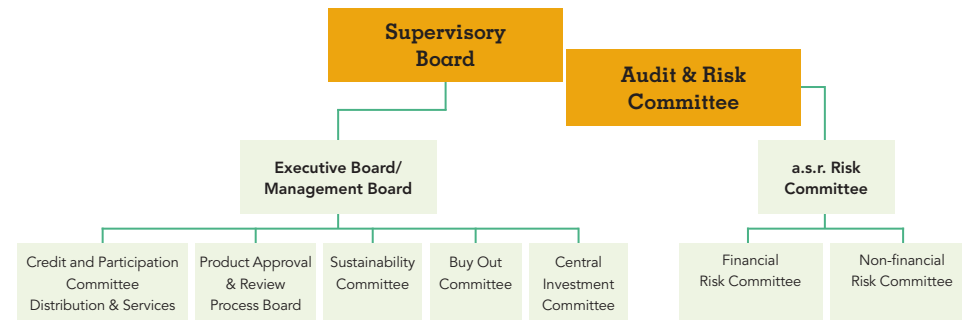 Supervisory
Board
Audit & Risk
Committee
Executive Board/
Management Board
a.s.r. Risk
Committee
Credit and Participation
Committee
Distribution & Services
Product Approval
& Review
Process Board
Sustainability
Committee
Buy Out
Committee
Central
Investment
Committee
Financial
Risk Committee
Non-financial
Risk Committee